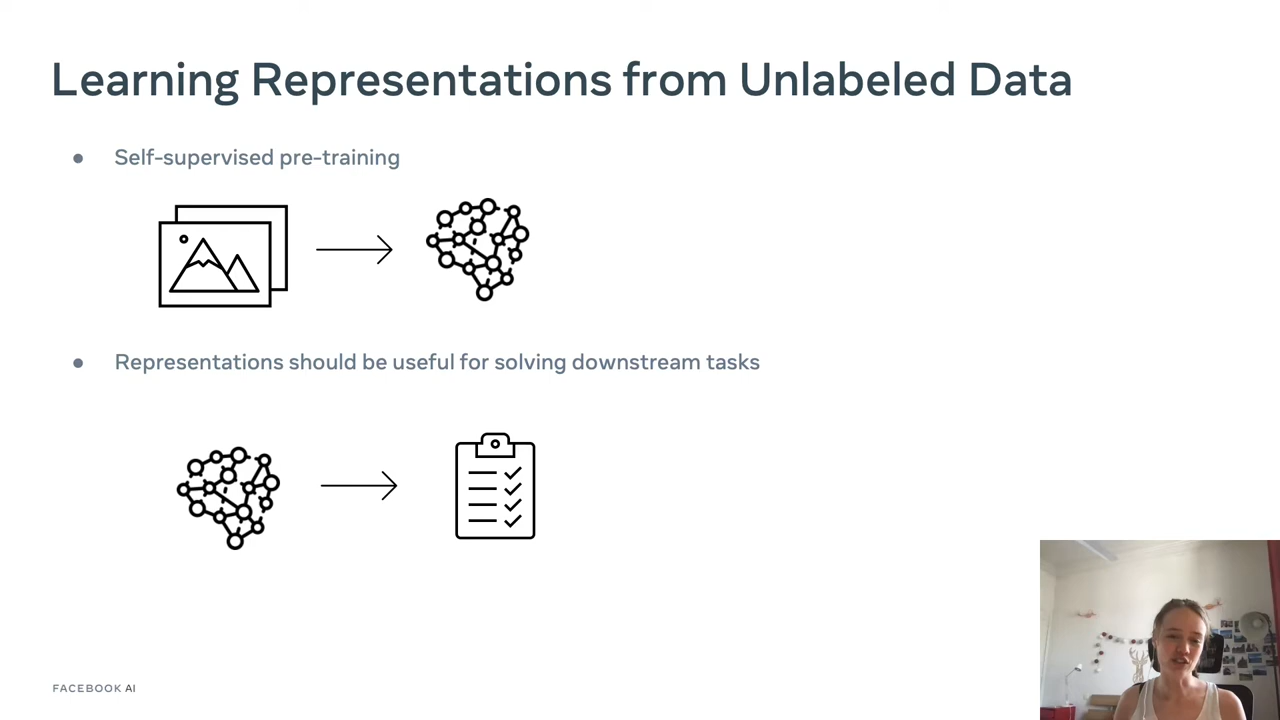 Learning Representations from Unlabeled Data
● Self-supervised pre-training
● Representations should be useful for solving downstream tasks
FACEBOOK AI